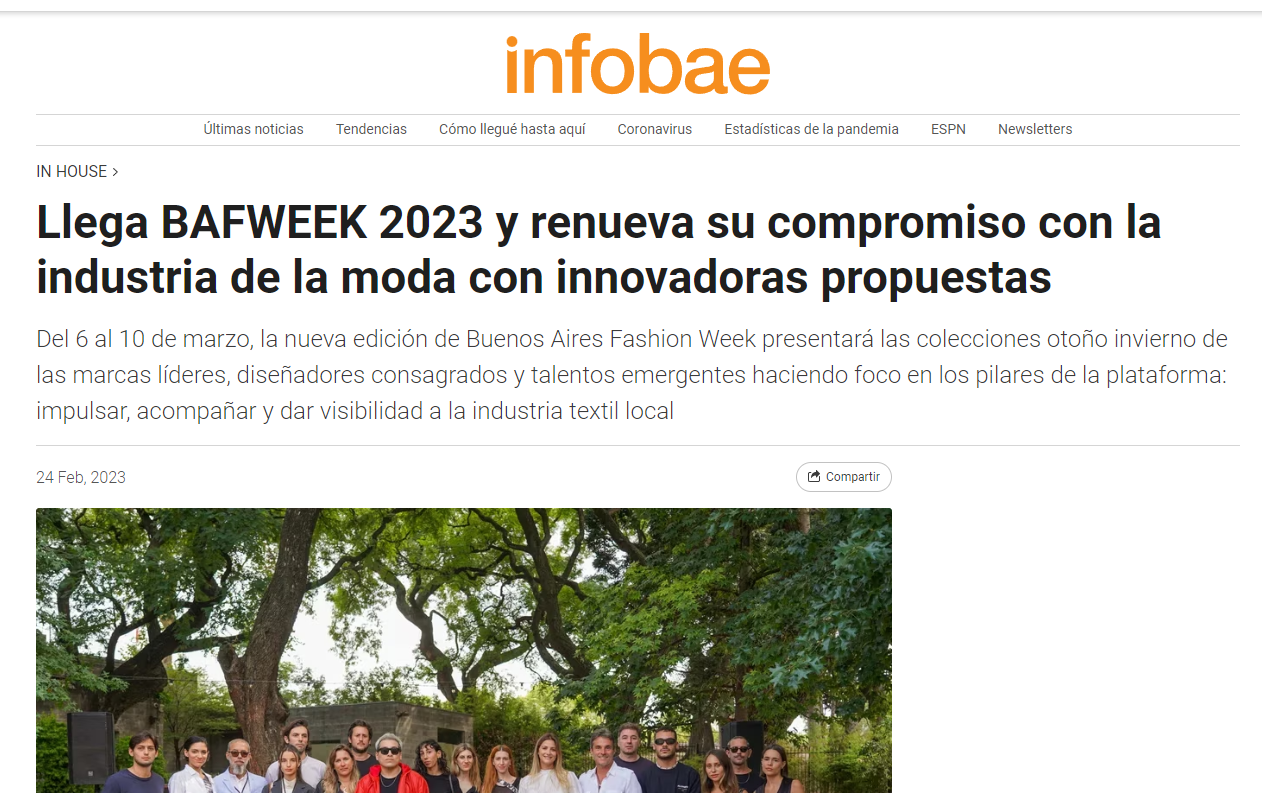 infobae
Últimas noticias Tendencias Cómo llegué hasta aquí Coronavirus Estadísticas de la pandemia ESPN Newsletters
IN HOUSE >
Llega BAFWEEK 2023 y renueva su compromiso con la
industria de la moda con innovadoras propuestas
Del 6 al 10 de marzo, la nueva edición de Buenos Aires Fashion Week presentará las colecciones otoño invierno de
las marcas líderes, diseñadores consagrados y talentos emergentes haciendo foco en los pilares de la plataforma:
impulsar, acompañar y dar visibilidad a la industria textil local
24 Feb, 2023
Compartir